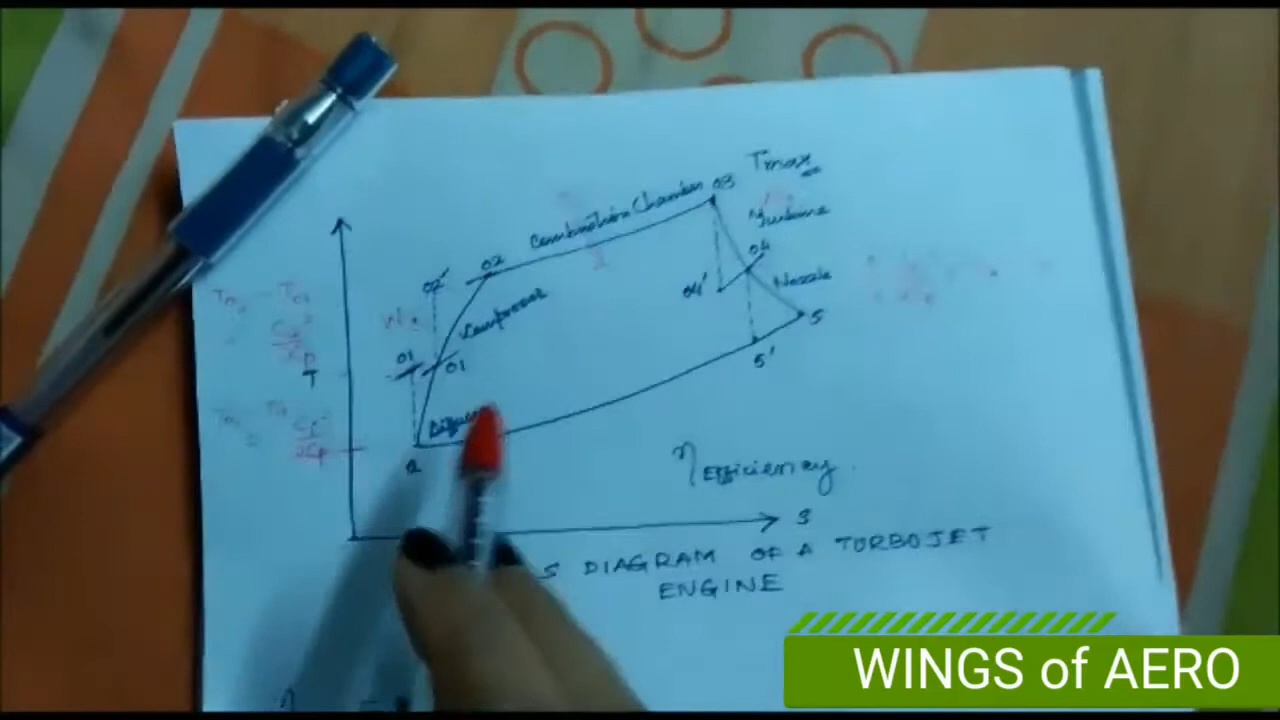 Tmax
03
Combustion Chamber
Turbine
04
02
02'
04'
Nozzle
Compressor
5
01
01
T
5'
a
η Efficiency
S
S DIAGRAM OF A TURBOJET
ENGINE
WINGS of AERO